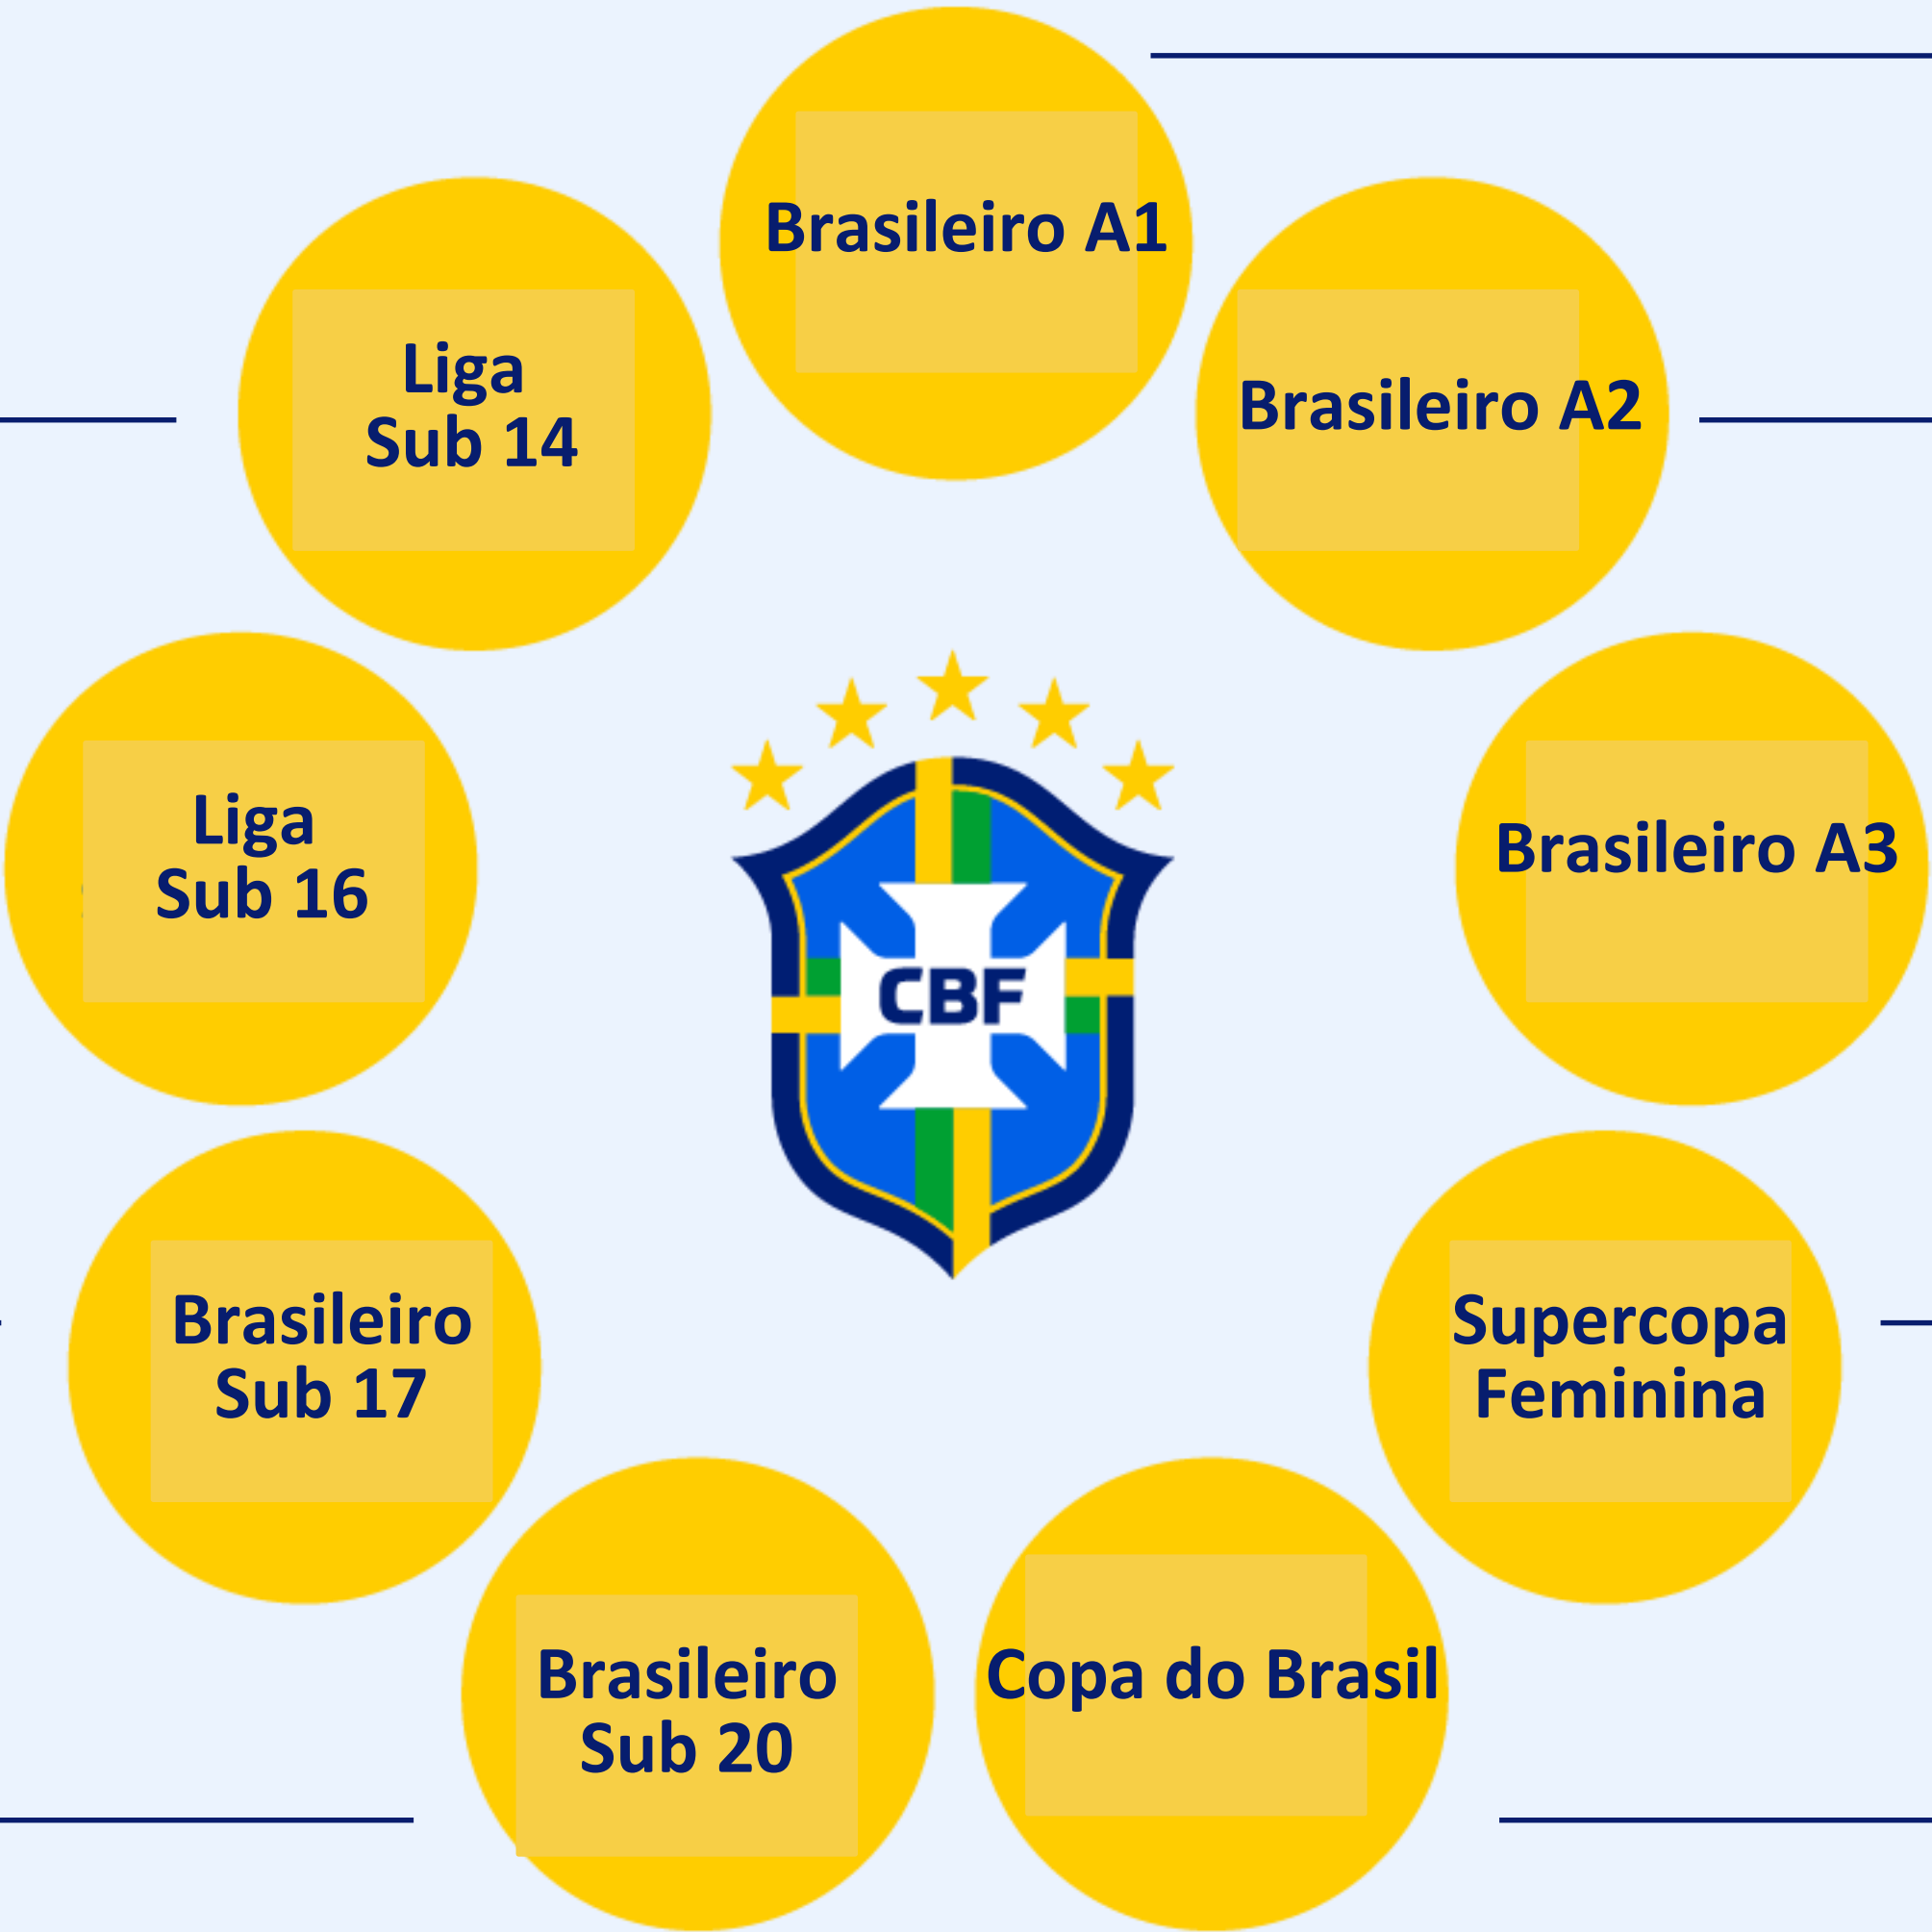 Brasileiro A1
Liga
Sub 14
Brasileiro A2
Liga
Sub 16
Brasileiro A3
CBF
Brasileiro
Sub 17
Supercopa
Feminina
Brasileiro
Sub 20
Copa do Brasil